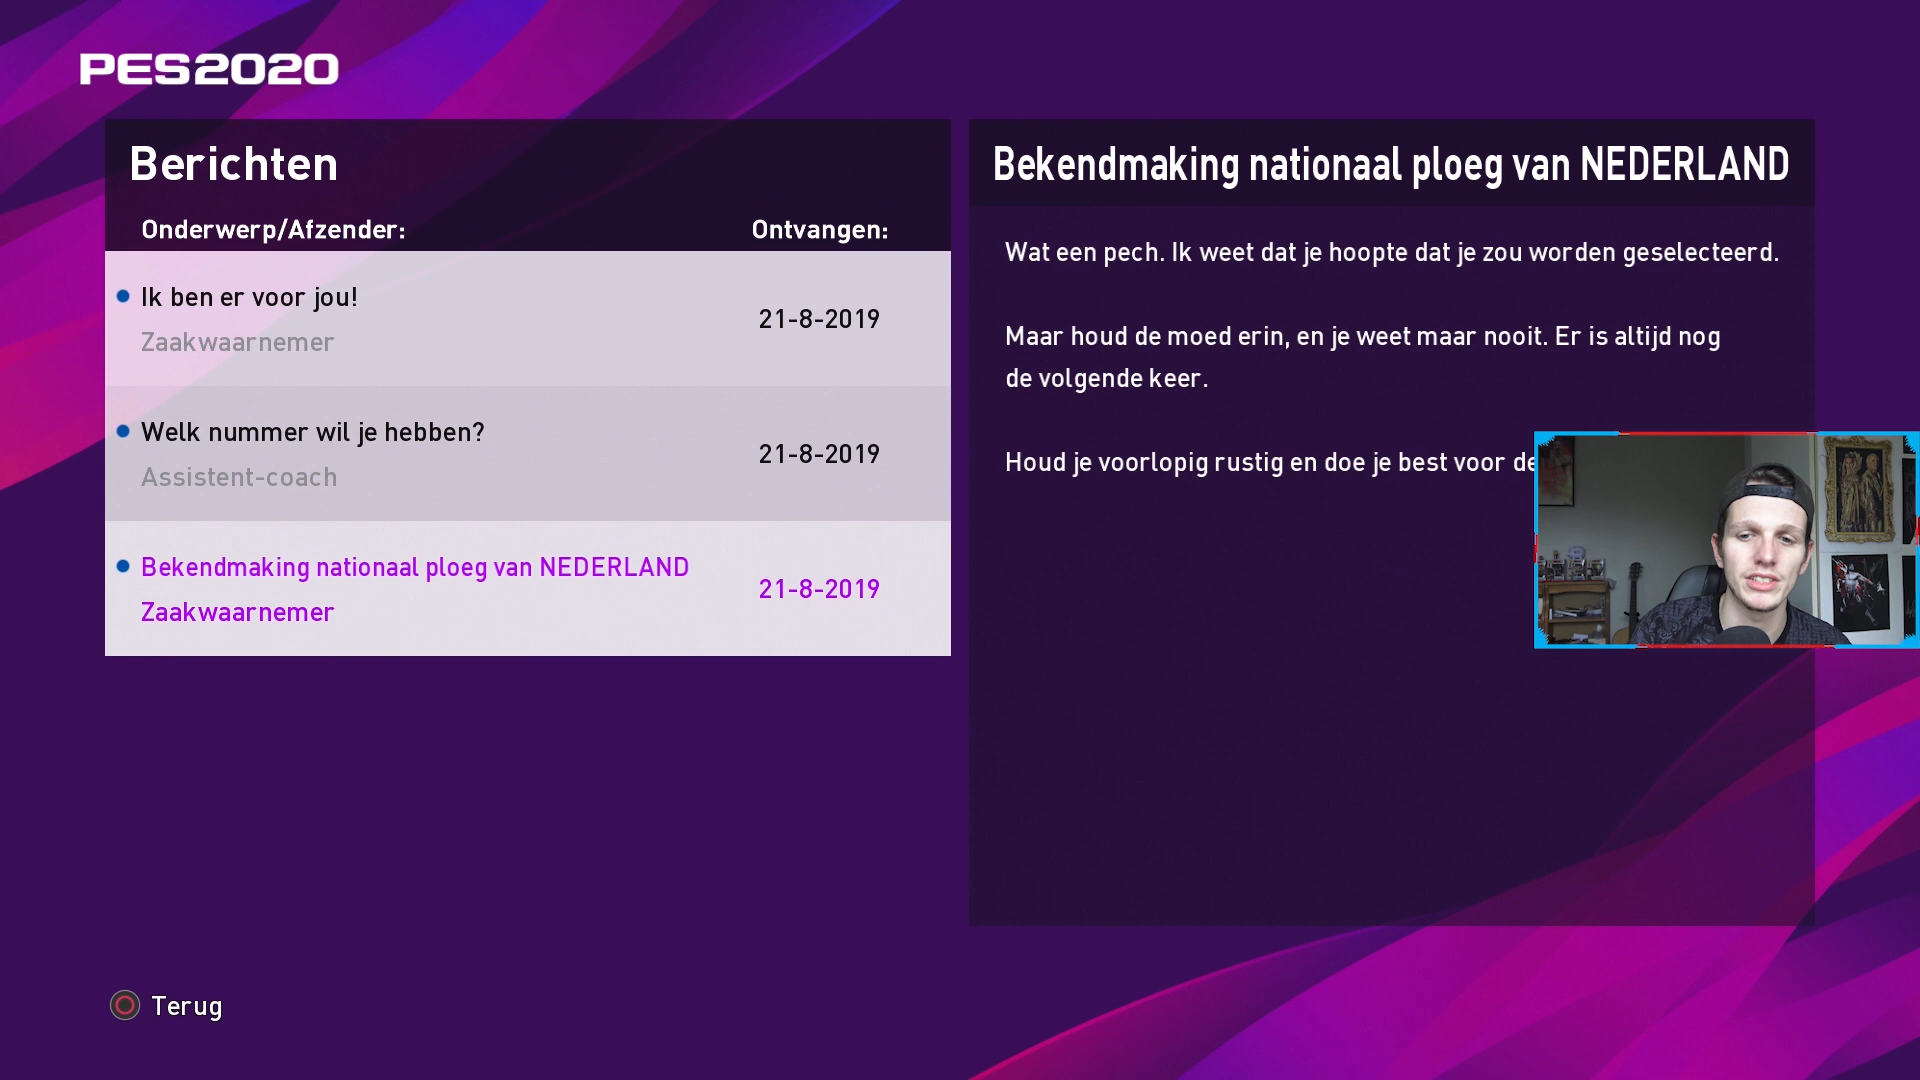 PES2020
Berichten
Onderwerp/Afzender: Ontvangen:
Ik ben er voor jou!
Zaakwaarnemer
21-8-2019
Welk nummer wil je hebben?
Assistent-coach
21-8-2019
Bekendmaking nationaal ploeg van NEDERLAND
Zaakwaarnemer
21-8-2019
Bekendmaking nationaal ploeg van NEDERLAND
Wat een pech. Ik weet dat je hoopte dat je zou worden geselecteerd.
Maar houd de moed erin, en je weet maar nooit. Er is altijd nog
de volgende keer.
Houd je voorlopig rustig en doe je best voor de
Terug